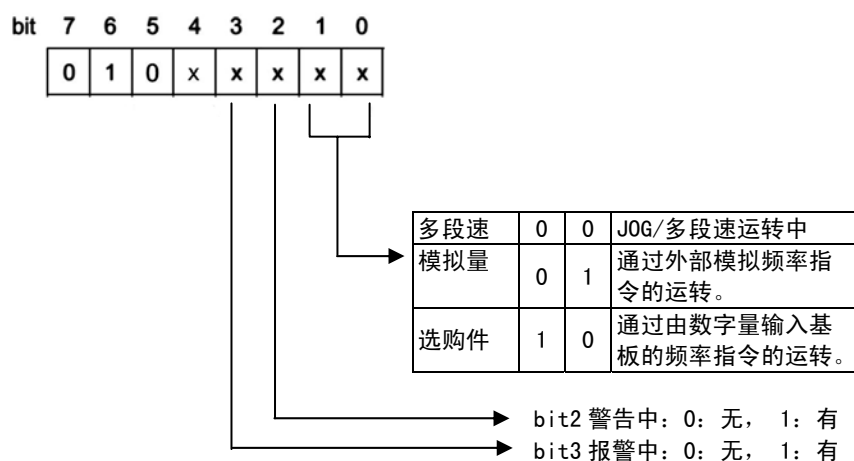 bit 7 6 5 4 3 2 1 0
0 1 0 x x x x x
多段速 0 0 JOG/多段速运转中
模拟量 0 1 通过外部模拟频率指
令的运转。
选购件 1 0 通过由数字量输入基
板的频率指令的运转。
bit2 警告中: 0: 无, 1: 有
bit3 报警中: 0: 无, 1: 有